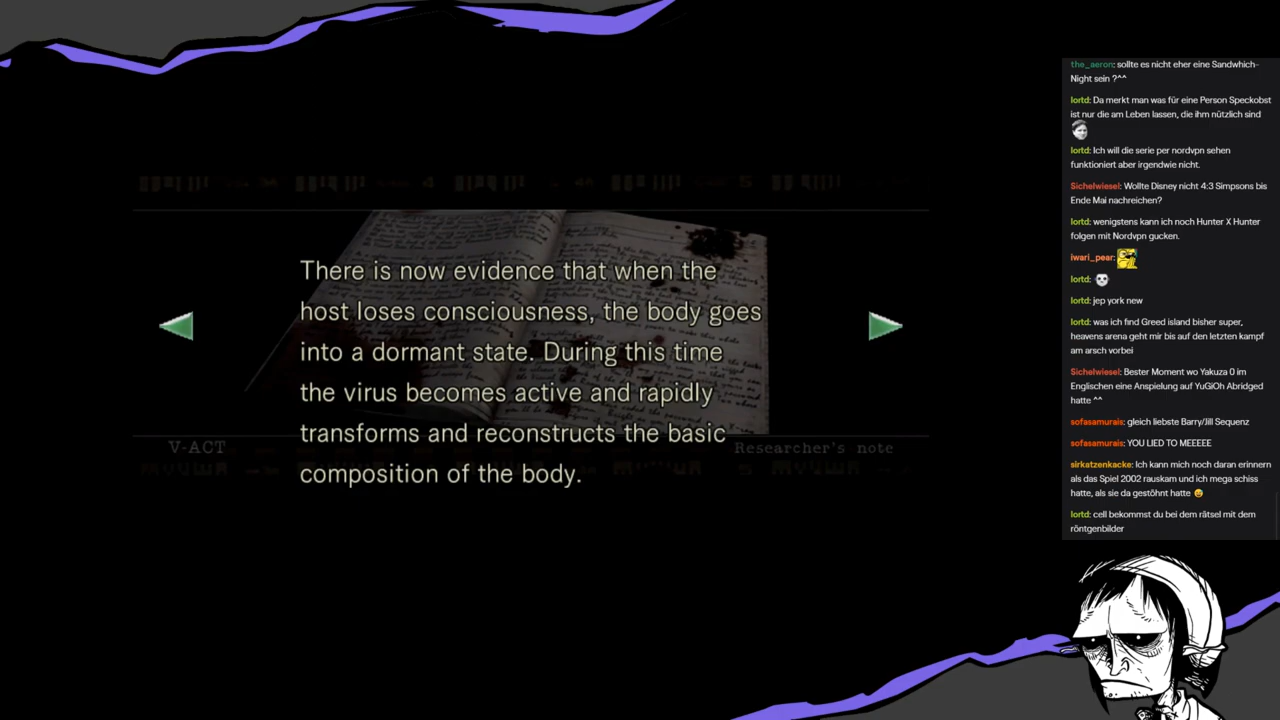 There is now evidence that when the
host loses consciousness, the body goes
into a dormant state. During this time
the virus becomes active and rapidly
transforms and reconstructs the basic
composition of the body.
V-ACT
Researcher's note
the_aeron: sollte es nicht eher eine Sandwhich-
Night sein ?^^
lortd: Da merkt man was für eine Person Speckobst
ist nur die am Leben lassen, die ihm nützlich sind
lortd: Ich will die serie per nordvpn sehen
funktioniert aber irgendwie nicht.
Sichelwiesel: Wollte Disney nicht 4:3 Simpsons bis
Ende Mai nachreichen?
lortd: wenigstens kann ich noch Hunter X Hunter
folgen mit Nordvpn gucken.
iwari_pear:
lortd:
lortd: jep york new
lortd: was ich find Greed island bisher super,
heavens arena geht mir bis auf den letzten kampf
am arsch vorbei
Sichelwiesel: Bester Moment wo Yakuza 0 im
Englischen eine Anspielung auf YuGiOh Abridged
hatte ^^
sofasamurais: gleich liebste Barry/Jill Sequenz
sofasamurais: YOU LIED TO MEEEEE
sirkatzenkacke: Ich kann mich noch daran erinnern
als das Spiel 2002 rauskam und ich mega schiss
hatte, als sie da gestöhnt hatte
lortd: cell bekommst du bei dem rätsel mit dem
röntgenbilder